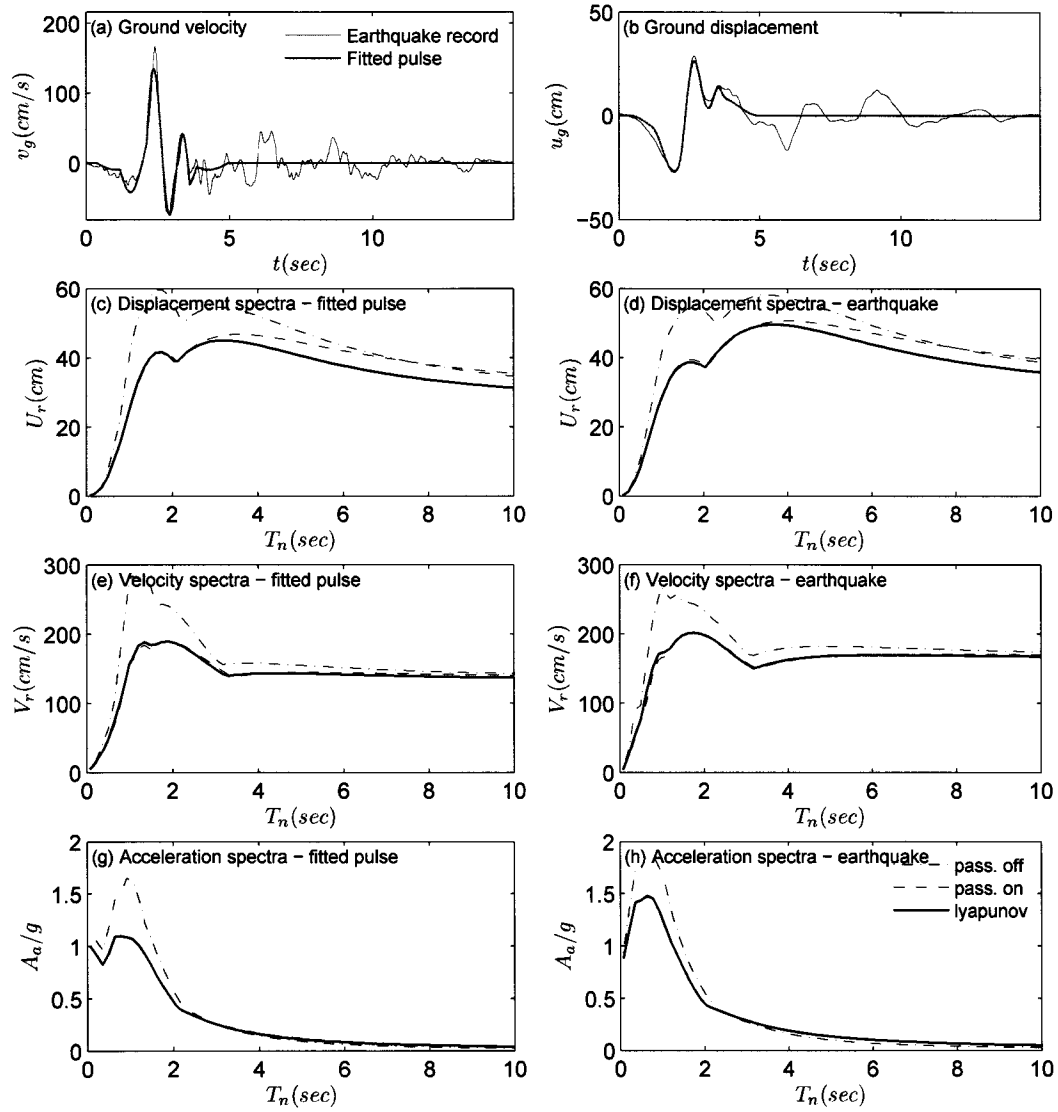 (a) Ground velocity
Earthquake record
Fitted pulse
200
100
0
v_g(cm/s)
0
5
10
t(sec)
(b) Ground displacement
50
0
−50
u_g(cm)
0
5
10
t(sec)
(c) Displacement spectra − fitted pulse
60
40
20
0
U_r(cm)
0
2
4
6
8
10
T_n(sec)
(d) Displacement spectra − earthquake
60
40
20
0
U_r(cm)
0
2
4
6
8
10
T_n(sec)
(e) Velocity spectra − fitted pulse
300
200
100
0
V_r(cm/s)
0
2
4
6
8
10
T_n(sec)
(f) Velocity spectra − earthquake
300
200
100
0
V_r(cm/s)
0
2
4
6
8
10
T_n(sec)
(g) Acceleration spectra − fitted pulse
2
1.5
1
0.5
0
A_a/g
0
2
4
6
8
10
T_n(sec)
(h) Acceleration spectra − earthquake
pass. off
pass. on
lyapunov
2
1.5
1
0.5
0
A_a/g
0
2
4
6
8
10
T_n(sec)